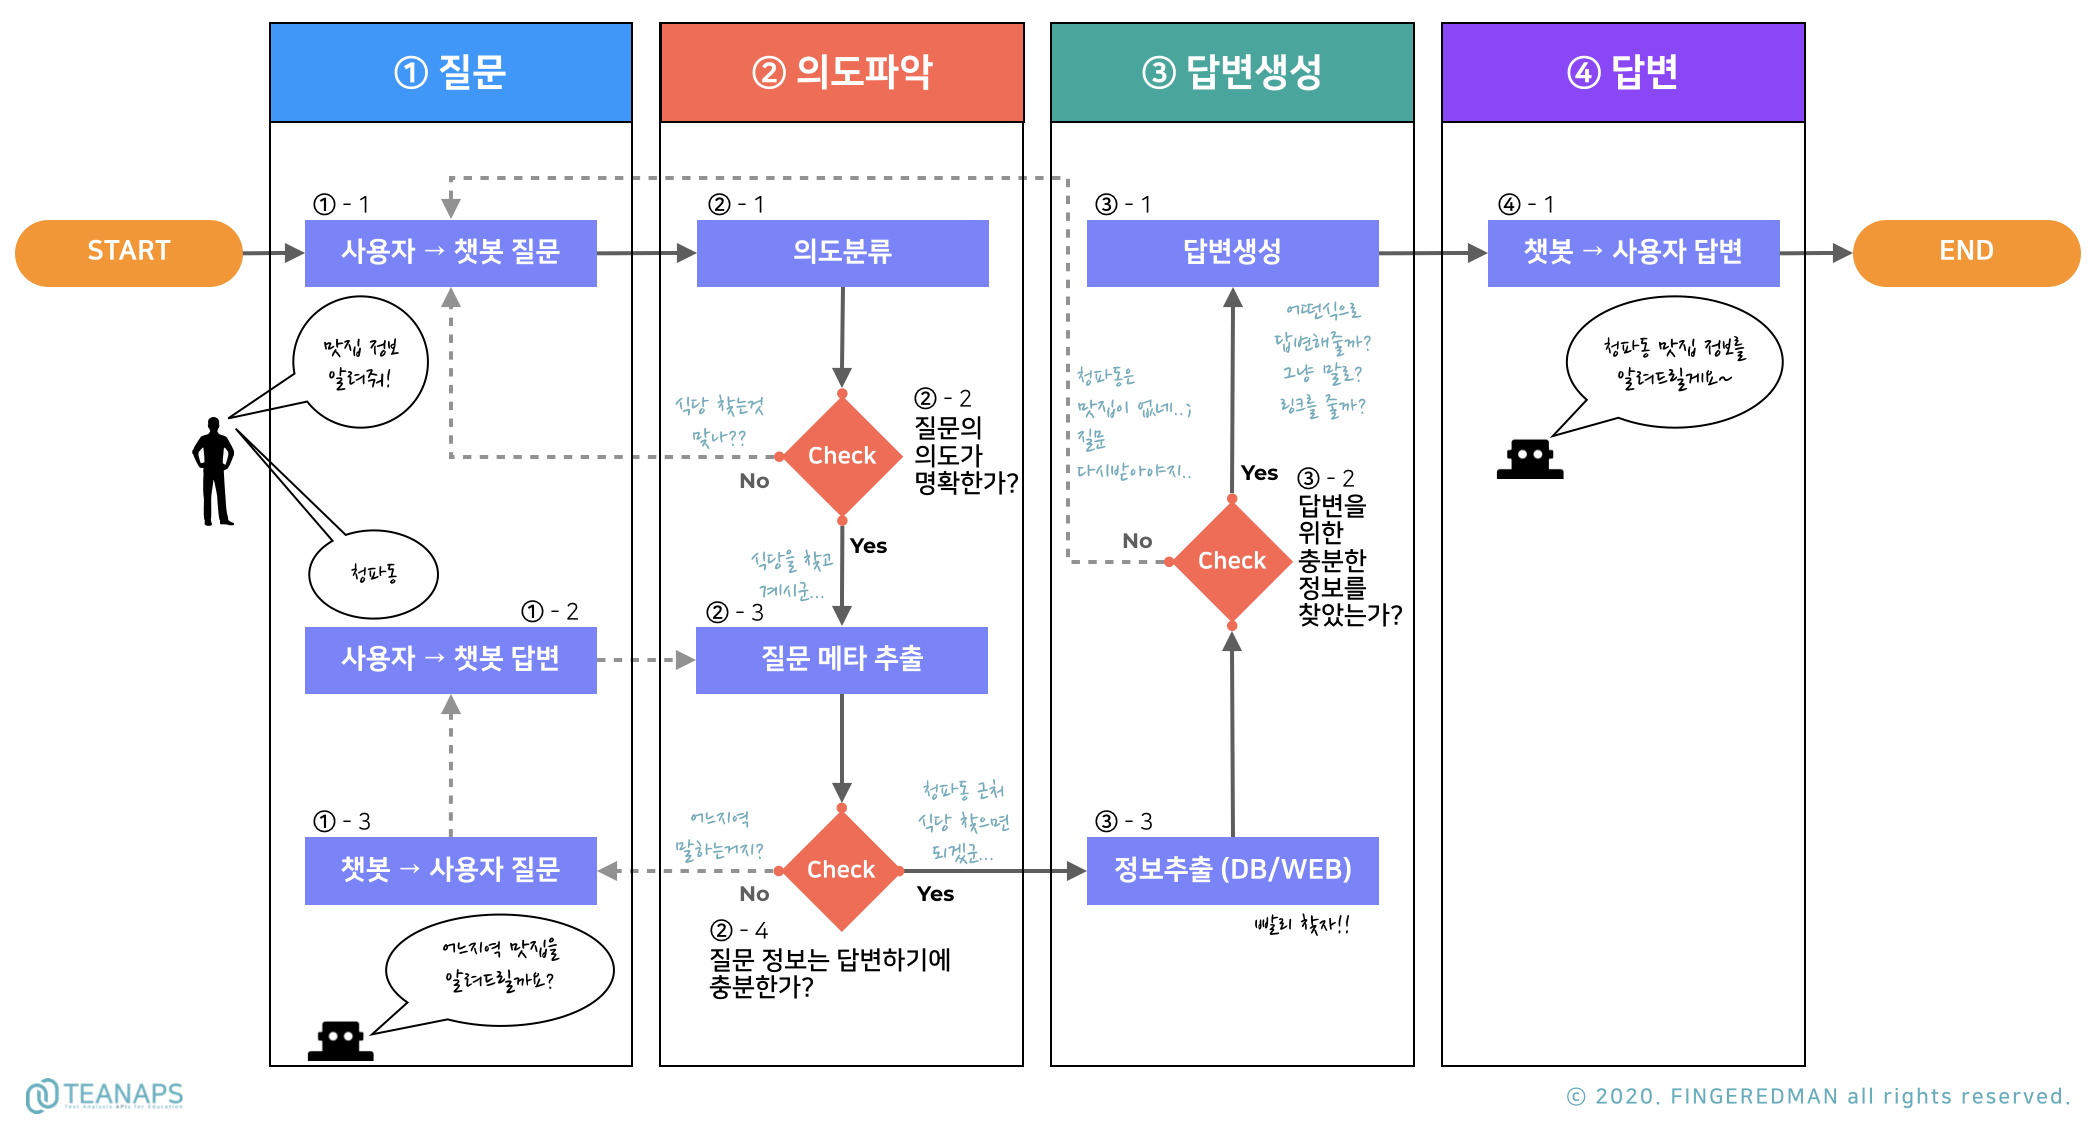 ① 질문
② 의도파악
③ 답변생성
④ 답변
START
① - 1
사용자 → 챗봇 질문
맛집 정보
알려줘!
청파동
① - 2
사용자 → 챗봇 답변
① - 3
챗봇 → 사용자 질문
어느지역 맛집을
알려드릴까요?
② - 1
의도분류
식당 찾는것
맞나??
No
Check
② - 2
질문의
의도가
명확한가?
Yes
식당을 찾고
계시군...
② - 3
질문 메타 추출
어느지역
말하는거지?
No
Check
청파동 근처
식당 찾으면
되겠군...
Yes
② - 4
질문 정보는 답변하기에
충분한가?
③ - 1
답변생성
어떤식으로
답변해줄까?
그냥 말로?
링크를 줄까?
청파동은
맛집이 없네..;
질문
다시받아야지..
Yes
No
Check
③ - 2
답변을
위한
충분한
정보를
찾았는가?
③ - 3
정보추출 (DB/WEB)
빨리 찾자!!
④ - 1
챗봇 → 사용자 답변
청파동 맛집 정보를
알려드릴게요~
END
TEANAPS
Text Analysis APIs for Education
ⓒ 2020. FINGEREDMAN all rights reserved.